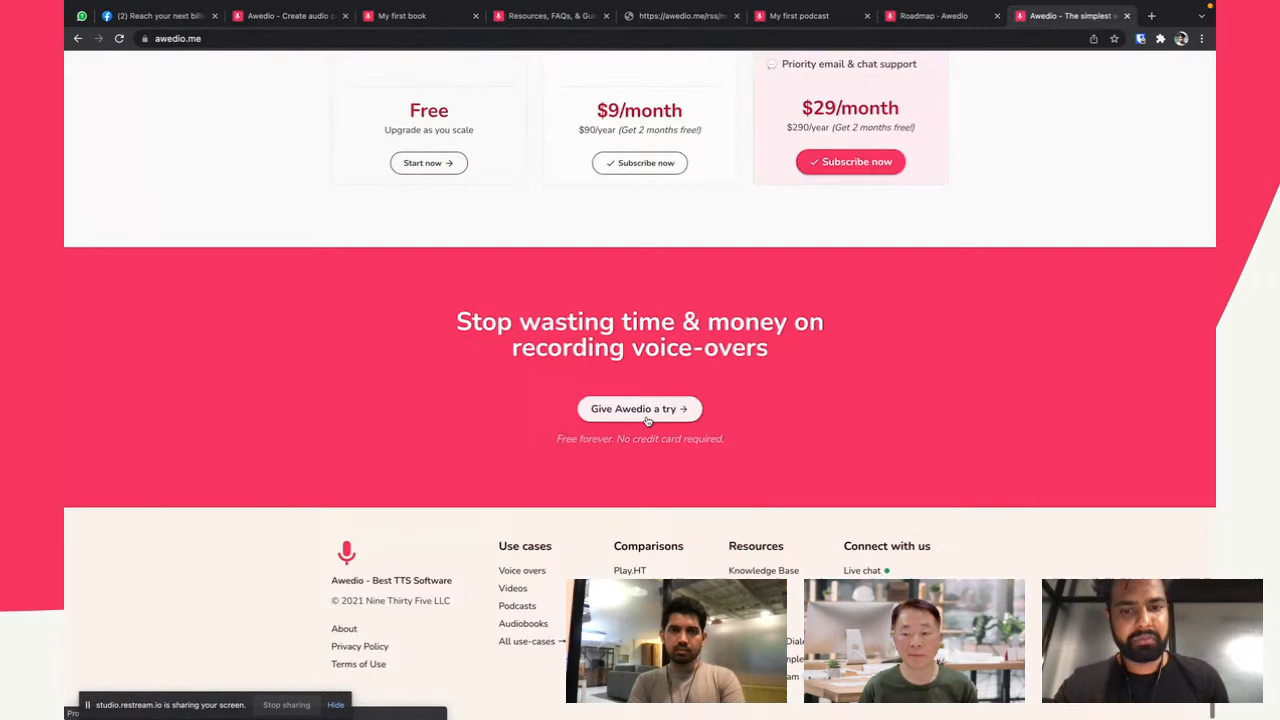 (2) Reach your next billi
Awedio - Create audio c
My first book
Resources, FAQs, & Gui
https://awedio.me/rss/m
My first podcast
Roadmap - Awedio
Awedio - The simplest
awedio.me
💬 Priority email & chat support
Free
Upgrade as you scale
Start now →
$9/month
$90/year (Get 2 months free!)
✓ Subscribe now
$29/month
$290/year (Get 2 months free!)
✓ Subscribe now
Stop wasting time & money on
recording voice-overs
Give Awedio a try →
Free forever. No credit card required.
Awedio - Best TTS Software
© 2021 Nine Thirty Five LLC
About
Privacy Policy
Terms of Use
Use cases
Voice overs
Videos
Podcasts
Audiobooks
All use-cases →
Comparisons
Play.HT
Resources
Knowledge Base
Connect with us
Live chat
studio.restream.io is sharing your screen.
Stop sharing
Hide